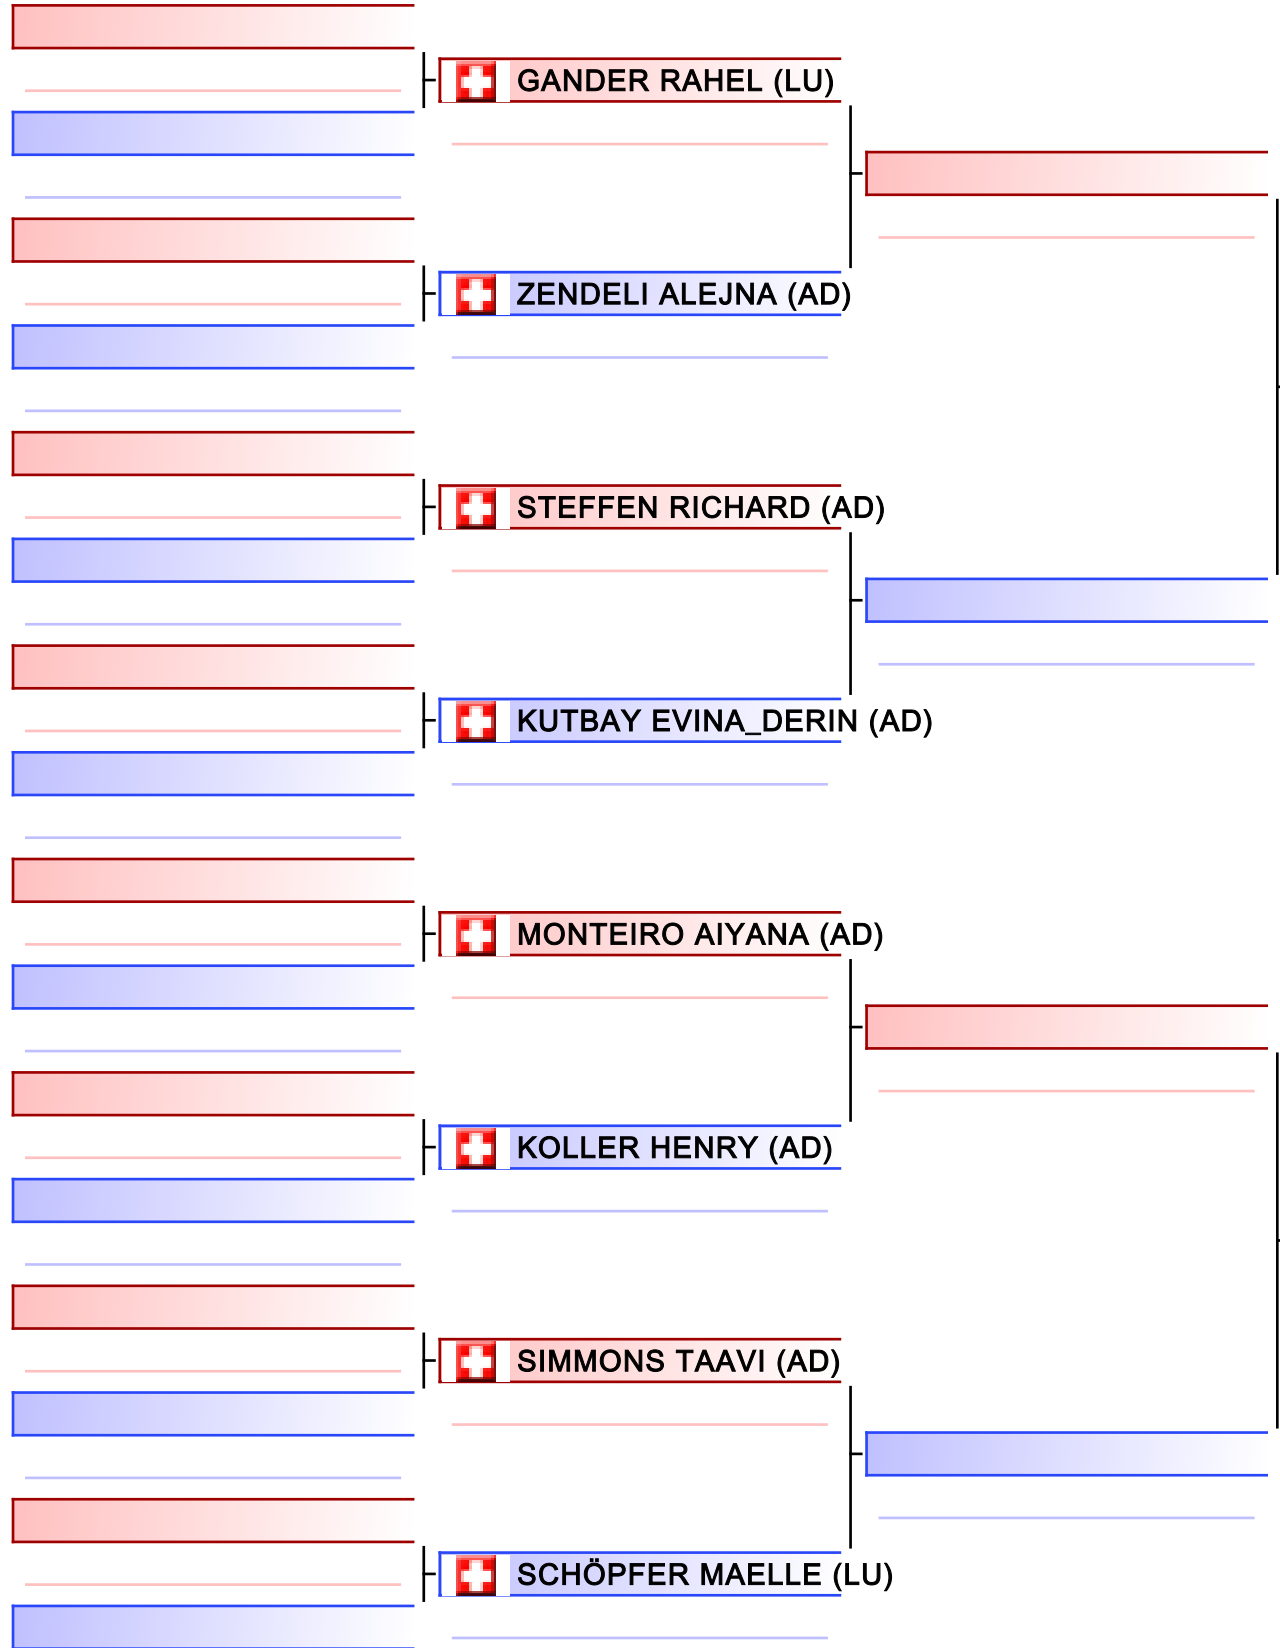 GANDER RAHEL (LU)
ZENDELI ALEJNA (AD)
STEFFEN RICHARD (AD)
KUTBAY EVINA_DERIN (AD)
MONTEIRO AIYANA (AD)
KOLLER HENRY (AD)
SIMMONS TAAVI (AD)
SCHÖPFER MAELLE (LU)